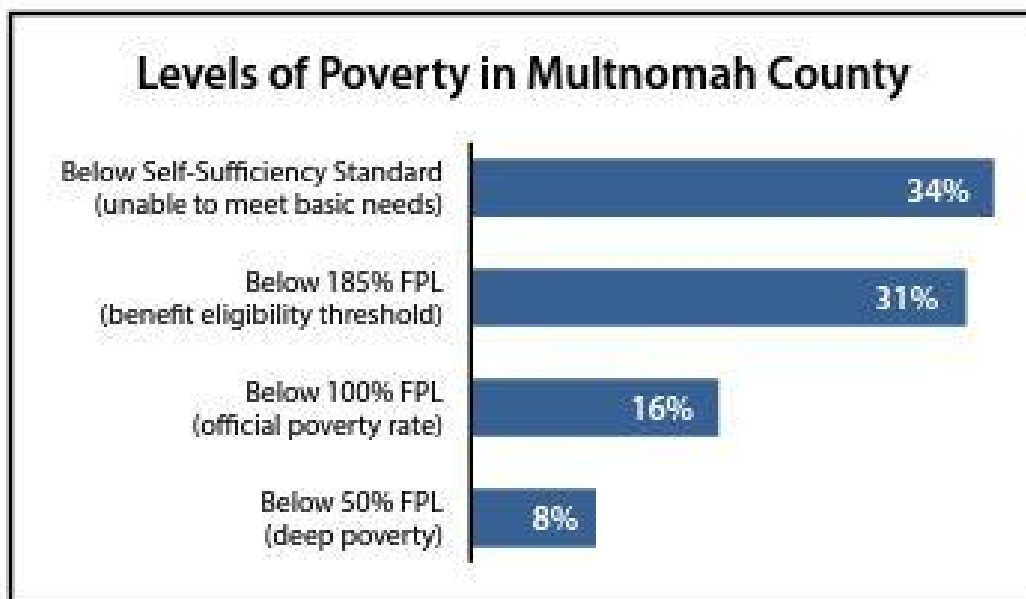 Levels of Poverty in Multnomah County
Below Self-Sufficiency Standard
(unable to meet basic needs)
34%
Below 185% FPL
(benefit eligibility threshold)
31%
Below 100% FPL
(official poverty rate)
16%
Below 50% FPL
(deep poverty)
8%